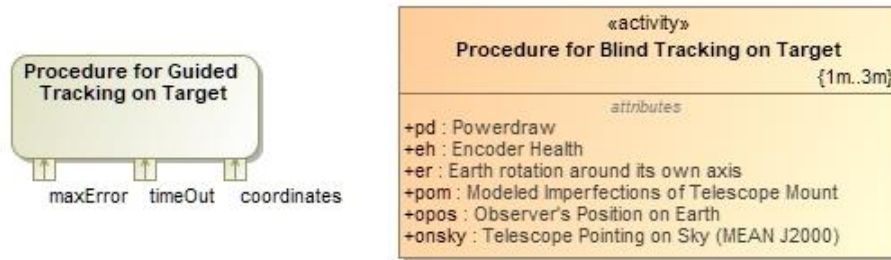 Procedure for Guided
Tracking on Target
maxError timeOut coordinates
«activity»
Procedure for Blind Tracking on Target
{1m..3m}
attributes
+pd : Powerdraw
+eh : Encoder Health
+er : Earth rotation around its own axis
+pom : Modeled Imperfections of Telescope Mount
+opos : Observer's Position on Earth
+onsky : Telescope Pointing on Sky (MEAN J2000)